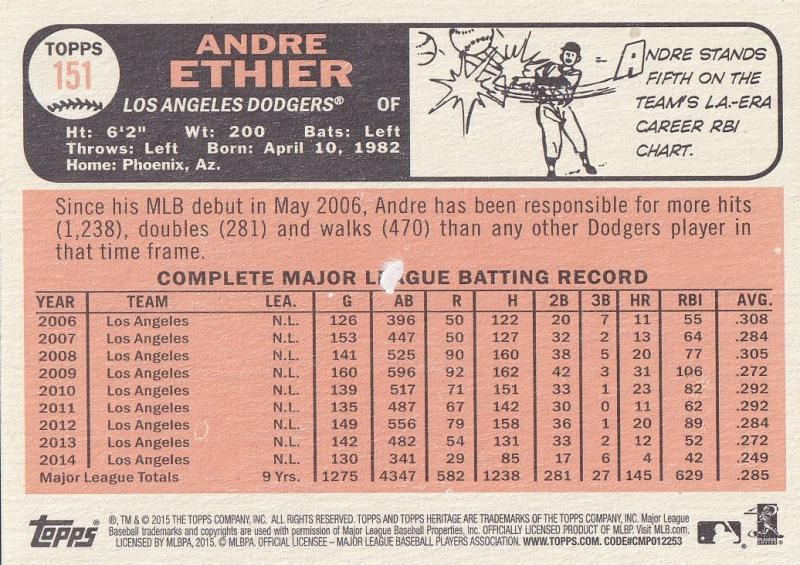 TOPPS
151
ANDRE
ETHIER
LOS ANGELES DODGERS® OF
Ht: 6'2" Wt: 200 Bats: Left
Throws: Left Born: April 10, 1982
Home: Phoenix, Az.
ANDRE STANDS
FIFTH ON THE
TEAM'S LA-ERA
CAREER RBI
CHART.
Since his MLB debut in May 2006, Andre has been responsible for more hits
(1,238), doubles (281) and walks (470) than any other Dodgers player in
that time frame.
COMPLETE MAJOR LEAGUE BATTING RECORD
YEAR TEAM LEA. G AB R H 2B 3B HR RBI AVG.
2006 Los Angeles N.L. 126 396 50 122 20 7 11 55 .308
2007 Los Angeles N.L. 153 447 50 127 32 2 13 64 .284
2008 Los Angeles N.L. 141 525 90 160 38 5 20 77 .305
2009 Los Angeles N.L. 160 596 92 162 42 3 31 106 .272
2010 Los Angeles N.L. 139 517 71 151 33 1 23 82 .292
2011 Los Angeles N.L. 135 487 67 142 30 0 11 62 .292
2012 Los Angeles N.L. 149 556 79 158 36 1 20 89 .284
2013 Los Angeles N.L. 142 482 54 131 33 2 12 52 .272
2014 Los Angeles N.L. 130 341 29 85 17 6 4 42 .249
Major League Totals 9 Yrs. 1275 4347 582 1238 281 27 145 629 .285
topps
®, TM & © 2015 THE TOPPS COMPANY, INC. ALL RIGHTS RESERVED. TOPPS AND TOPPS HERITAGE ARE TRADEMARKS OF THE TOPPS COMPANY, INC. Major League
Baseball trademarks and copyrights are used with permission of Major League Baseball Properties, Inc. OFFICIALLY LICENSED PRODUCT OF MLBP. Visit MLB.com.
LICENSED BY MLBPA, 2015. © MLBPA. OFFICIAL LICENSEE – MAJOR LEAGUE BASEBALL PLAYERS ASSOCIATION. WWW.TOPPS.COM. CODE#CMP012253